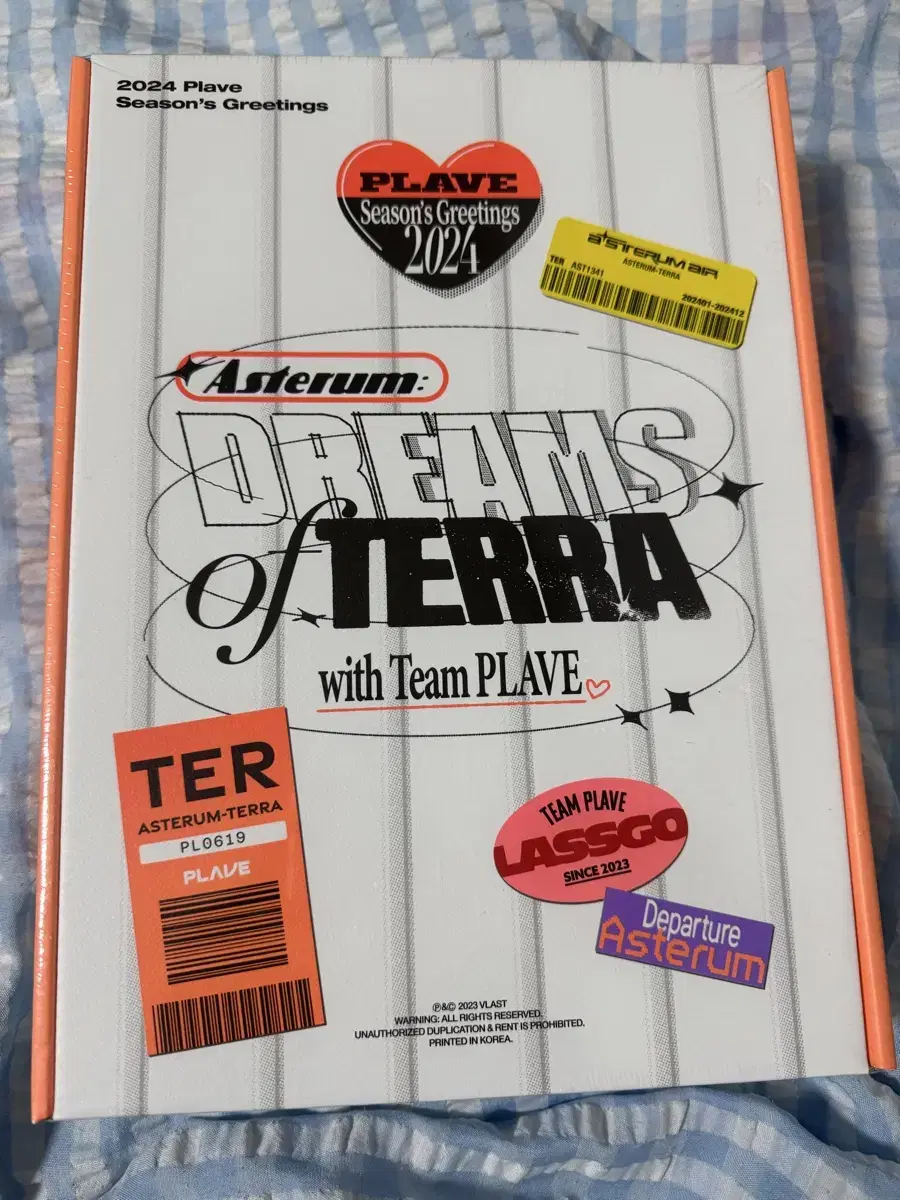 2024 Plave
Season's Greetings
PLAVE
Season's Greetings
2024
ASTERUM AIR
ASTERUM-TERRA
TER AST1341
202401-202412
Asterum:
DREAMS
of TERRA
with Team PLAVE
TER
ASTERUM-TERRA
PL0619
PLAVE
TEAM PLAVE
LASSGO
SINCE 2023
Departure
Asterum
℗&© 2023 VLAST
WARNING: ALL RIGHTS RESERVED.
UNAUTHORIZED DUPLICATION & RENT IS PROHIBITED.
PRINTED IN KOREA.